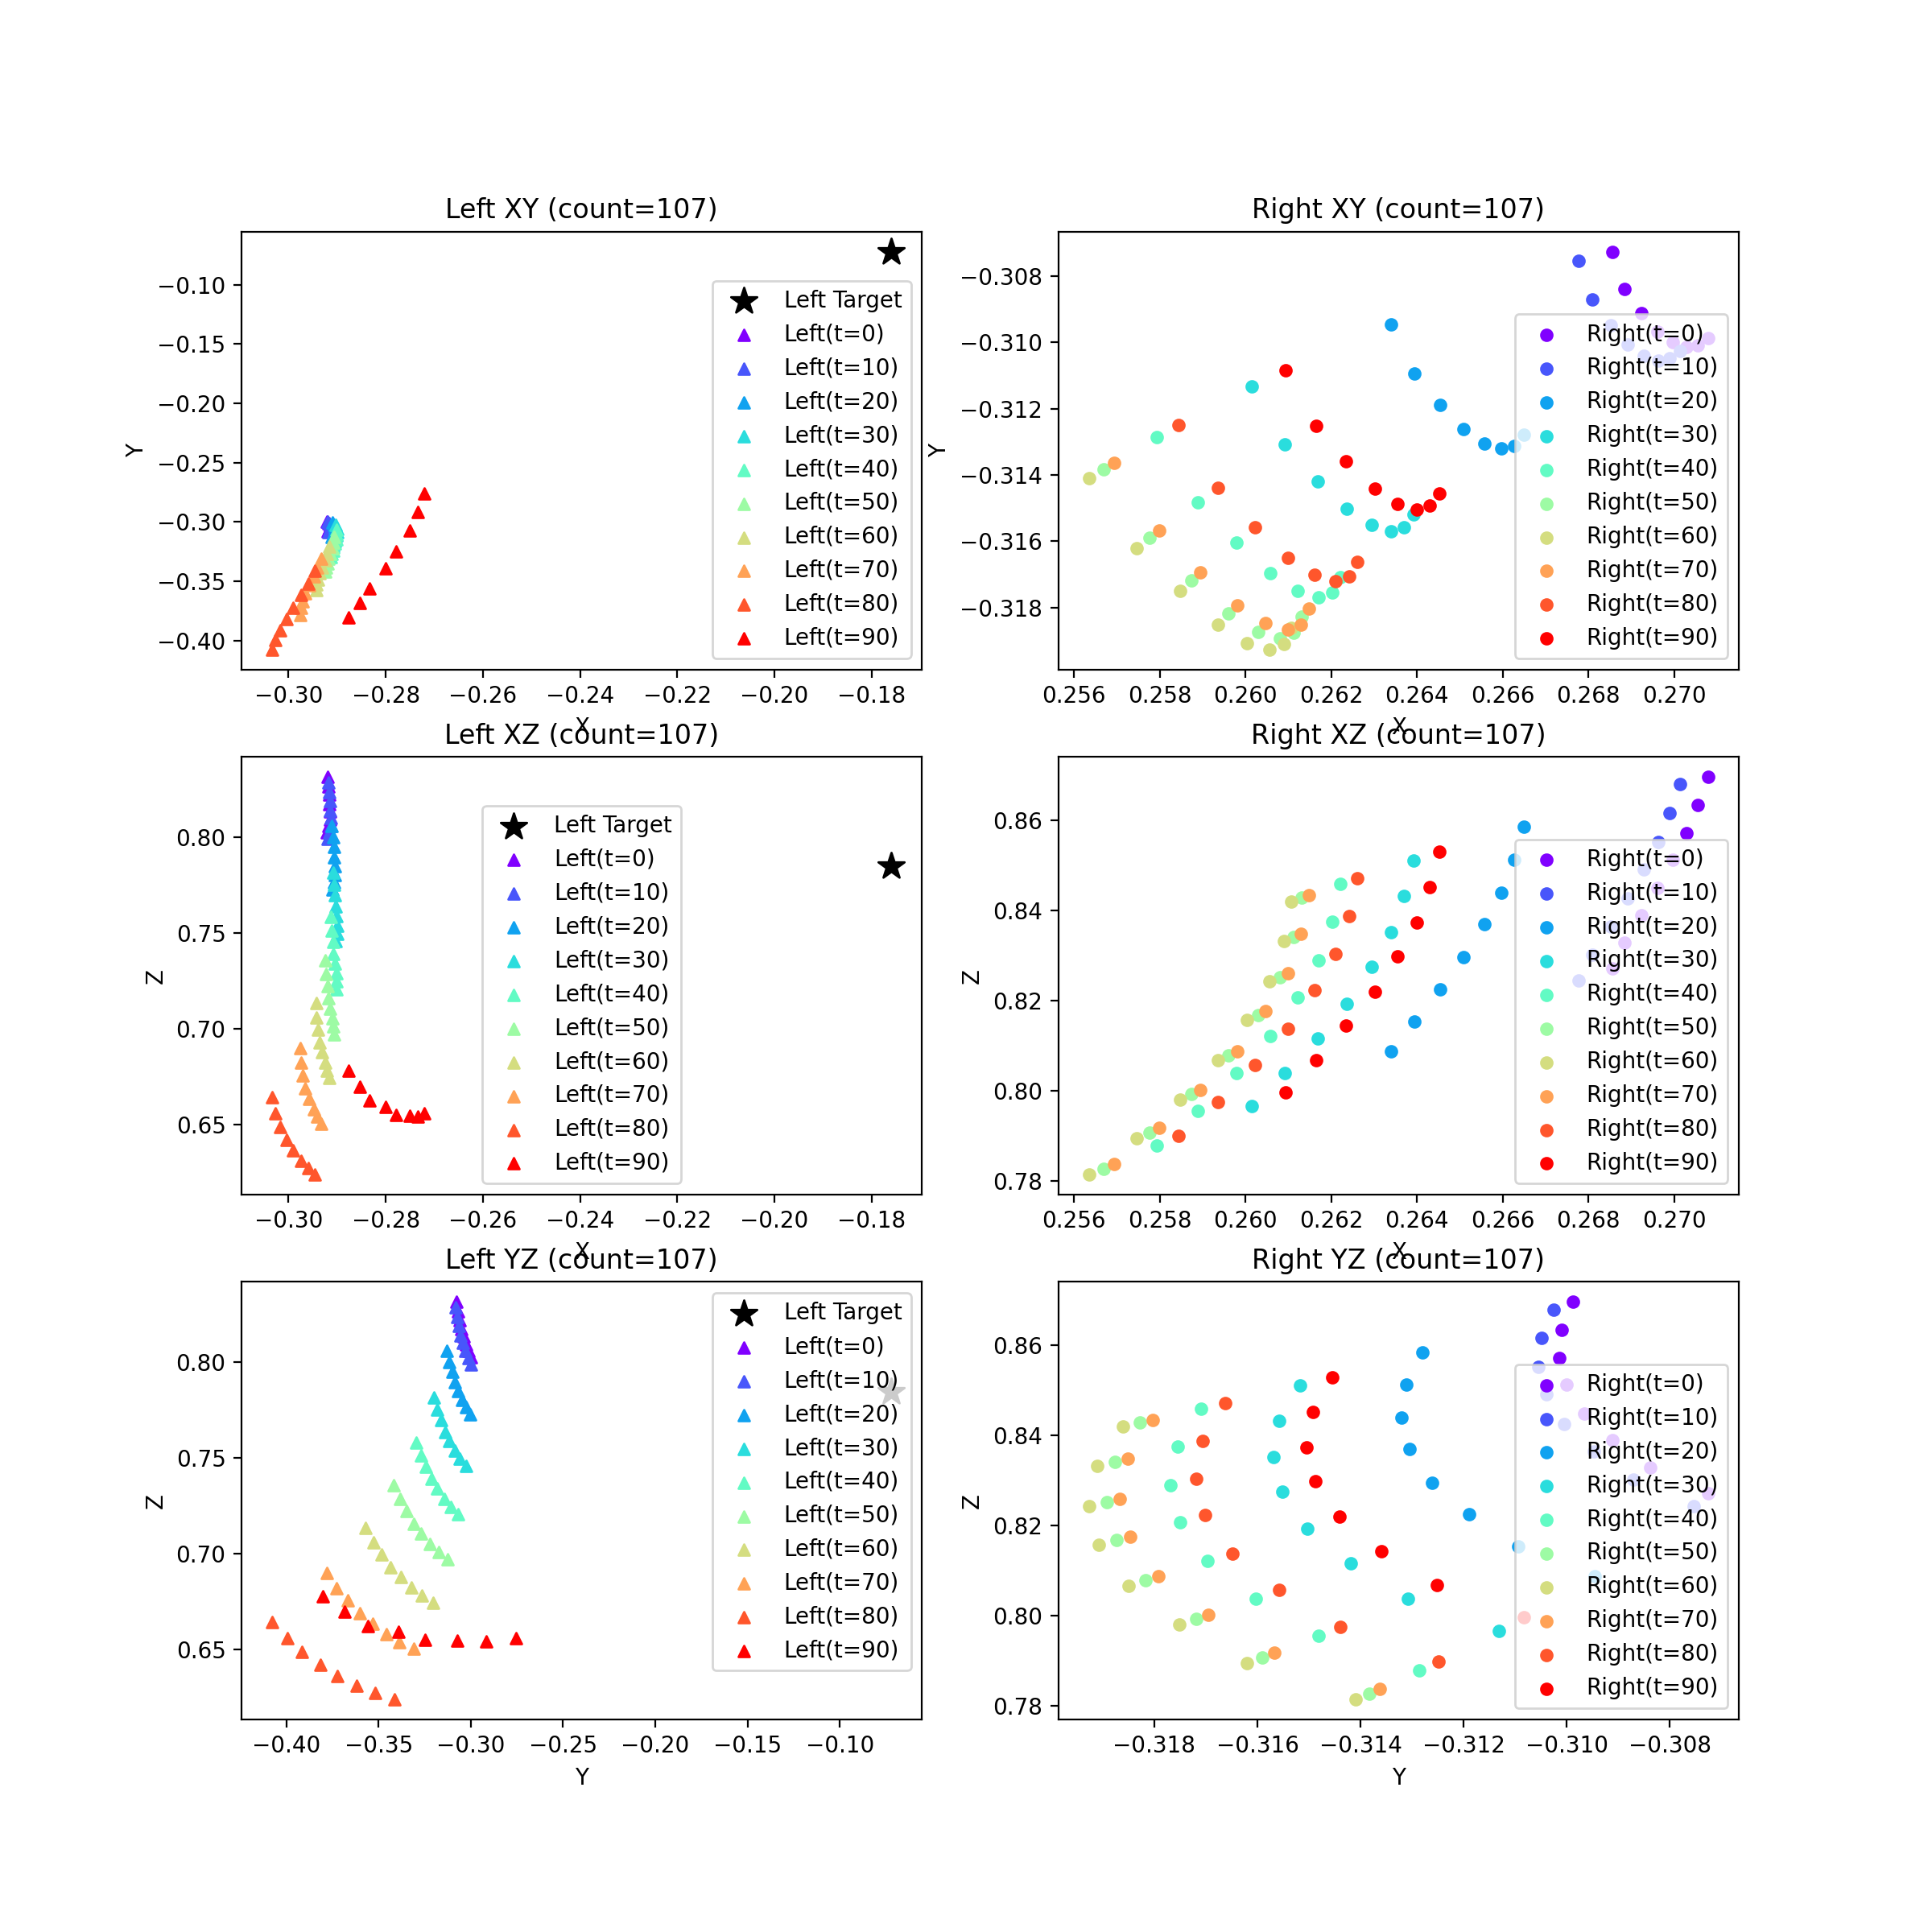 Left XY (count=107)
Y
−0.10
−0.15
−0.20
−0.25
−0.30
−0.35
−0.40
−0.30
−0.28
−0.26
−0.24
−0.22
−0.20
−0.18
X
Left Target
Left(t=0)
Left(t=10)
Left(t=20)
Left(t=30)
Left(t=40)
Left(t=50)
Left(t=60)
Left(t=70)
Left(t=80)
Left(t=90)
Right XY (count=107)
Y
−0.308
−0.310
−0.312
−0.314
−0.316
−0.318
0.256
0.258
0.260
0.262
0.264
0.266
0.268
0.270
X
Right(t=0)
Right(t=10)
Right(t=20)
Right(t=30)
Right(t=40)
Right(t=50)
Right(t=60)
Right(t=70)
Right(t=80)
Right(t=90)
Left XZ (count=107)
Z
0.80
0.75
0.70
0.65
−0.30
−0.28
−0.26
−0.24
−0.22
−0.20
−0.18
X
Left Target
Left(t=0)
Left(t=10)
Left(t=20)
Left(t=30)
Left(t=40)
Left(t=50)
Left(t=60)
Left(t=70)
Left(t=80)
Left(t=90)
Right XZ (count=107)
Z
0.86
0.84
0.82
0.80
0.78
0.256
0.258
0.260
0.262
0.264
0.266
0.268
0.270
X
Right(t=0)
Right(t=10)
Right(t=20)
Right(t=30)
Right(t=40)
Right(t=50)
Right(t=60)
Right(t=70)
Right(t=80)
Right(t=90)
Left YZ (count=107)
Z
0.80
0.75
0.70
0.65
−0.40
−0.35
−0.30
−0.25
−0.20
−0.15
−0.10
Y
Left Target
Left(t=0)
Left(t=10)
Left(t=20)
Left(t=30)
Left(t=40)
Left(t=50)
Left(t=60)
Left(t=70)
Left(t=80)
Left(t=90)
Right YZ (count=107)
Z
0.86
0.84
0.82
0.80
0.78
−0.318
−0.316
−0.314
−0.312
−0.310
−0.308
Y
Right(t=0)
Right(t=10)
Right(t=20)
Right(t=30)
Right(t=40)
Right(t=50)
Right(t=60)
Right(t=70)
Right(t=80)
Right(t=90)